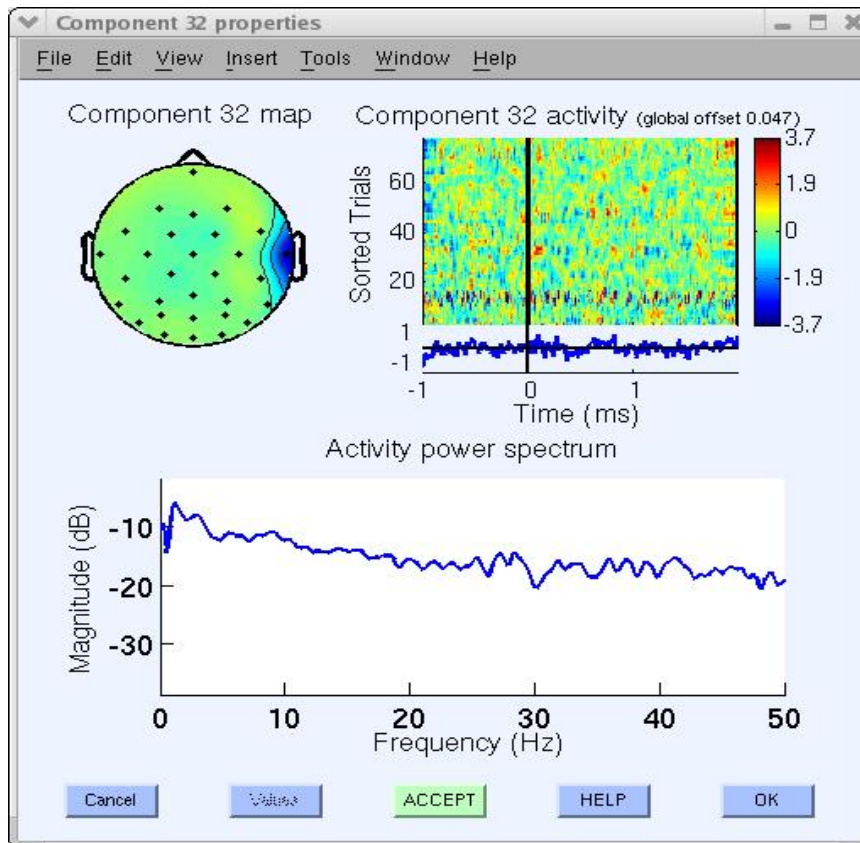 Component 32 properties
File Edit View Insert Tools Window Help
Component 32 map
Component 32 activity (global offset 0.047)
Sorted Trials
60
40
20
1
-1
-1 0 1
Time (ms)
3.7
1.9
0
-1.9
-3.7
Activity power spectrum
Magnitude (dB)
-10
-20
-30
0 10 20 30 40 50
Frequency (Hz)
Cancel Values ACCEPT HELP OK